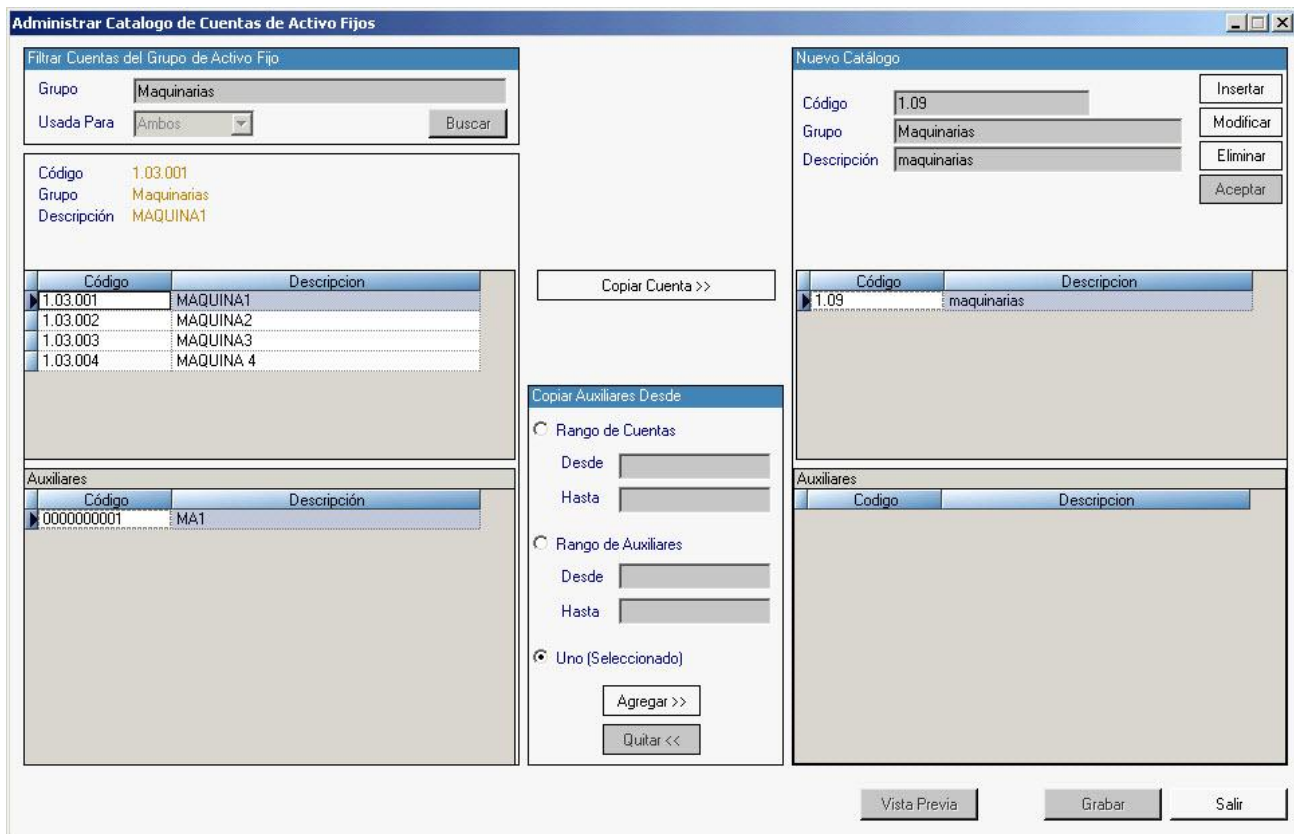 Administrar Catalogo de Cuentas de Activo Fijos
Filtrar Cuentas del Grupo de Activo Fijo
Grupo Maquinarias
Usada Para Ambos Buscar
Código 1.03.001
Grupo Maquinarias
Descripción MAQUINA1
Código Descripcion
1.03.001 MAQUINA1
1.03.002 MAQUINA2
1.03.003 MAQUINA3
1.03.004 MAQUINA 4
Auxiliares
Código Descripción
0000000001 MA1
Copiar Cuenta >>
Copiar Auxiliares Desde
Rango de Cuentas
Desde
Hasta
Rango de Auxiliares
Desde
Hasta
Uno (Seleccionado)
Agregar >>
Quitar <<
Nuevo Catálogo
Código 1.09
Grupo Maquinarias
Descripción maquinarias
Insertar
Modificar
Eliminar
Aceptar
Código Descripcion
1.09 maquinarias
Auxiliares
Codigo Descripcion
Vista Previa Grabar Salir